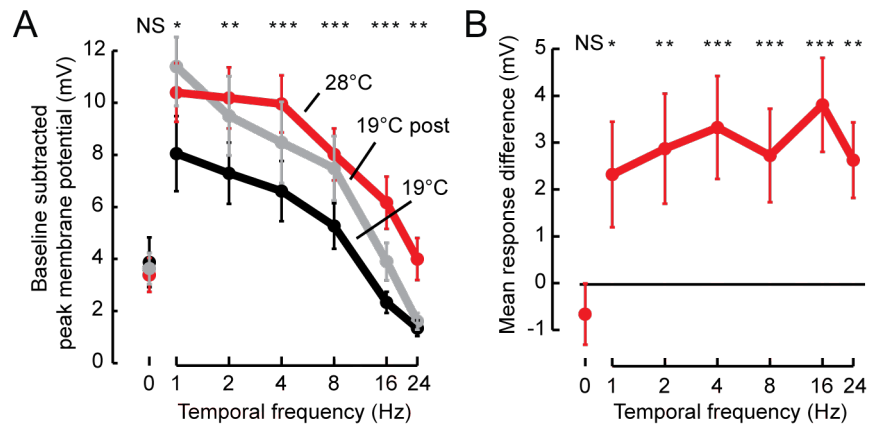 A
NS * ** *** *** *** **
12
10
8
6
4
2
0
Baseline subtracted
peak membrane potential (mV)
28°C
19°C post
19°C
0 1 2 4 8 16 24
Temporal frequency (Hz)
B
NS * ** *** *** *** **
5
4
3
2
1
0
-1
Mean response difference (mV)
0 1 2 4 8 16 24
Temporal frequency (Hz)